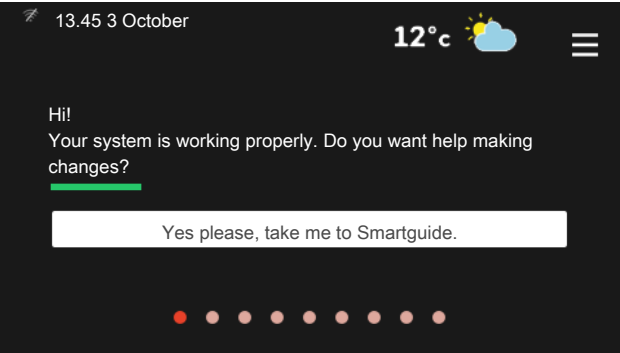 13.45 3 October
12°c
Hi!
Your system is working properly. Do you want help making
changes?
Yes please, take me to Smartguide.